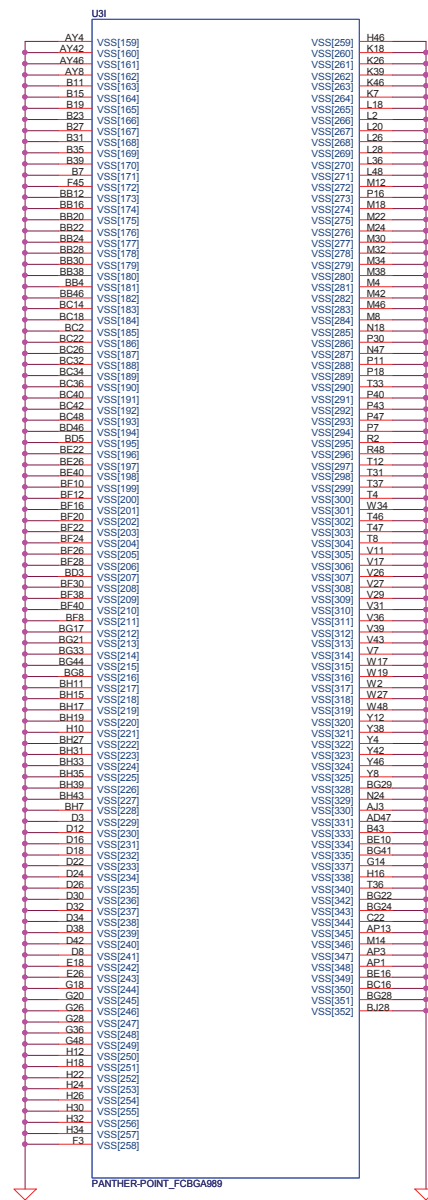 U3I
AY4 VSS[159] VSS[259] H46
AY42 VSS[160] VSS[260] K18
AY46 VSS[161] VSS[261] K26
AY8 VSS[162] VSS[262] K39
B11 VSS[163] VSS[263] K46
B15 VSS[164] VSS[264] K7
B19 VSS[165] VSS[265] L18
B23 VSS[166] VSS[266] L2
B27 VSS[167] VSS[267] L20
B31 VSS[168] VSS[268] L26
B35 VSS[169] VSS[269] L28
B39 VSS[170] VSS[270] L36
B7 VSS[171] VSS[271] L48
F45 VSS[172] VSS[272] M12
BB12 VSS[173] VSS[273] P16
BB16 VSS[174] VSS[274] M18
BB20 VSS[175] VSS[275] M22
BB22 VSS[176] VSS[276] M24
BB24 VSS[177] VSS[277] M30
BB28 VSS[178] VSS[278] M32
BB30 VSS[179] VSS[279] M34
BB38 VSS[180] VSS[280] M38
BB4 VSS[181] VSS[281] M4
BB46 VSS[182] VSS[282] M42
BC14 VSS[183] VSS[283] M46
BC18 VSS[184] VSS[284] M8
BC2 VSS[185] VSS[285] N18
BC22 VSS[186] VSS[286] P30
BC26 VSS[187] VSS[287] N47
BC32 VSS[188] VSS[288] P11
BC34 VSS[189] VSS[289] P18
BC36 VSS[190] VSS[290] T33
BC40 VSS[191] VSS[291] P40
BC42 VSS[192] VSS[292] P43
BC48 VSS[193] VSS[293] P47
BD46 VSS[194] VSS[294] P7
BD5 VSS[195] VSS[295] R2
BE22 VSS[196] VSS[296] R48
BE26 VSS[197] VSS[297] T12
BE40 VSS[198] VSS[298] T31
BF10 VSS[199] VSS[299] T37
BF12 VSS[200] VSS[300] T4
BF16 VSS[201] VSS[301] W34
BF20 VSS[202] VSS[302] T46
BF22 VSS[203] VSS[303] T47
BF24 VSS[204] VSS[304] T8
BF26 VSS[205] VSS[305] V11
BF28 VSS[206] VSS[306] V17
BD3 VSS[207] VSS[307] V26
BF30 VSS[208] VSS[308] V27
BF38 VSS[209] VSS[309] V29
BF40 VSS[210] VSS[310] V31
BF8 VSS[211] VSS[311] V36
BG17 VSS[212] VSS[312] V39
BG21 VSS[213] VSS[313] V43
BG33 VSS[214] VSS[314] V7
BG44 VSS[215] VSS[315] W17
BG8 VSS[216] VSS[316] W19
BH11 VSS[217] VSS[317] W2
BH15 VSS[218] VSS[318] W27
BH17 VSS[219] VSS[319] W48
BH19 VSS[220] VSS[320] Y12
H10 VSS[221] VSS[321] Y38
BH27 VSS[222] VSS[322] Y4
BH31 VSS[223] VSS[323] Y42
BH33 VSS[224] VSS[324] Y46
BH35 VSS[225] VSS[325] Y8
BH39 VSS[226] VSS[328] BG29
BH43 VSS[227] VSS[329] N24
BH7 VSS[228] VSS[330] AJ3
D3 VSS[229] VSS[331] AD47
D12 VSS[230] VSS[333] B43
D16 VSS[231] VSS[334] BE10
D18 VSS[232] VSS[335] BG41
D22 VSS[233] VSS[337] G14
D24 VSS[234] VSS[338] H16
D26 VSS[235] VSS[340] T36
D30 VSS[236] VSS[342] BG22
D32 VSS[237] VSS[343] BG24
D34 VSS[238] VSS[344] C22
D38 VSS[239] VSS[345] AP13
D42 VSS[240] VSS[346] M14
D8 VSS[241] VSS[347] AP3
E18 VSS[242] VSS[348] AP1
E26 VSS[243] VSS[349] BE16
G18 VSS[244] VSS[350] BC16
G20 VSS[245] VSS[351] BG28
G26 VSS[246] VSS[352] BJ28
G28 VSS[247]
G36 VSS[248]
G48 VSS[249]
H12 VSS[250]
H18 VSS[251]
H22 VSS[252]
H24 VSS[253]
H26 VSS[254]
H30 VSS[255]
H32 VSS[256]
H34 VSS[257]
F3 VSS[258]
PANTHER-POINT_FCBGA989